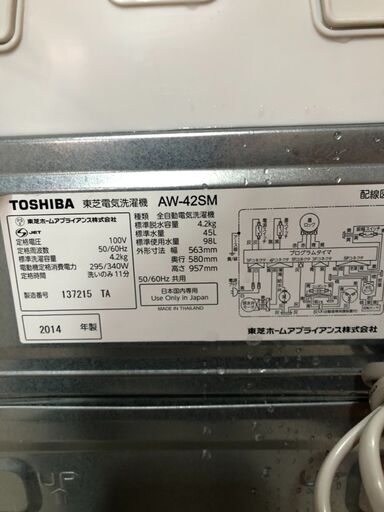 TOSHIBA 東芝電気洗濯機 AW-42SM
配線図
東芝ホームアプライアンス株式会社
JET
定格電圧 100V
定格周波数 50/60Hz
標準洗濯容量 4.2kg
電動機定格消費電力 295/340W
定格時間 洗いのみ 11分
製造番号 137215 TA
2014 年製
種類 全自動電気洗濯機
標準脱水容量 4.2kg
標準水量 45L
標準使用水量 98L
外形寸法 幅 563mm
奥行 580mm
高さ 957mm
50/60Hz 共用
日本国内専用
Use Only in Japan
MADE IN THAILAND
プログラムタイマ
東芝ホームアプライアンス株式会社
UP